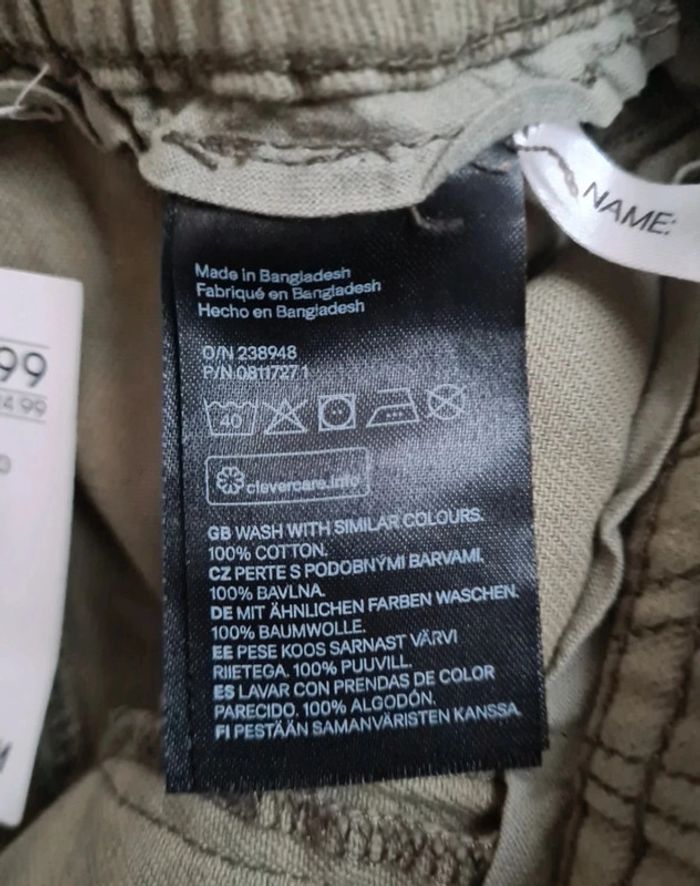 NAME:
Made in Bangladesh
Fabriqué en Bangladesh
Hecho en Bangladesh
O/N 238948
P/N 08117271
99
40
clevercare.info
GB WASH WITH SIMILAR COLOURS.
100% COTTON.
CZ PERTE S PODOBNÝMI BARVAMI.
100% BAVLNA.
DE MIT ÄHNLICHEN FARBEN WASCHEN.
100% BAUMWOLLE.
EE PESE KOOS SARNAST VÄRVI
RIIETEGA. 100% PUUVILL.
ES LAVAR CON PRENDAS DE COLOR
PARECIDO. 100% ALGODÓN.
FI PESTÄÄN SAMANVÄRISTEN KANSSA.